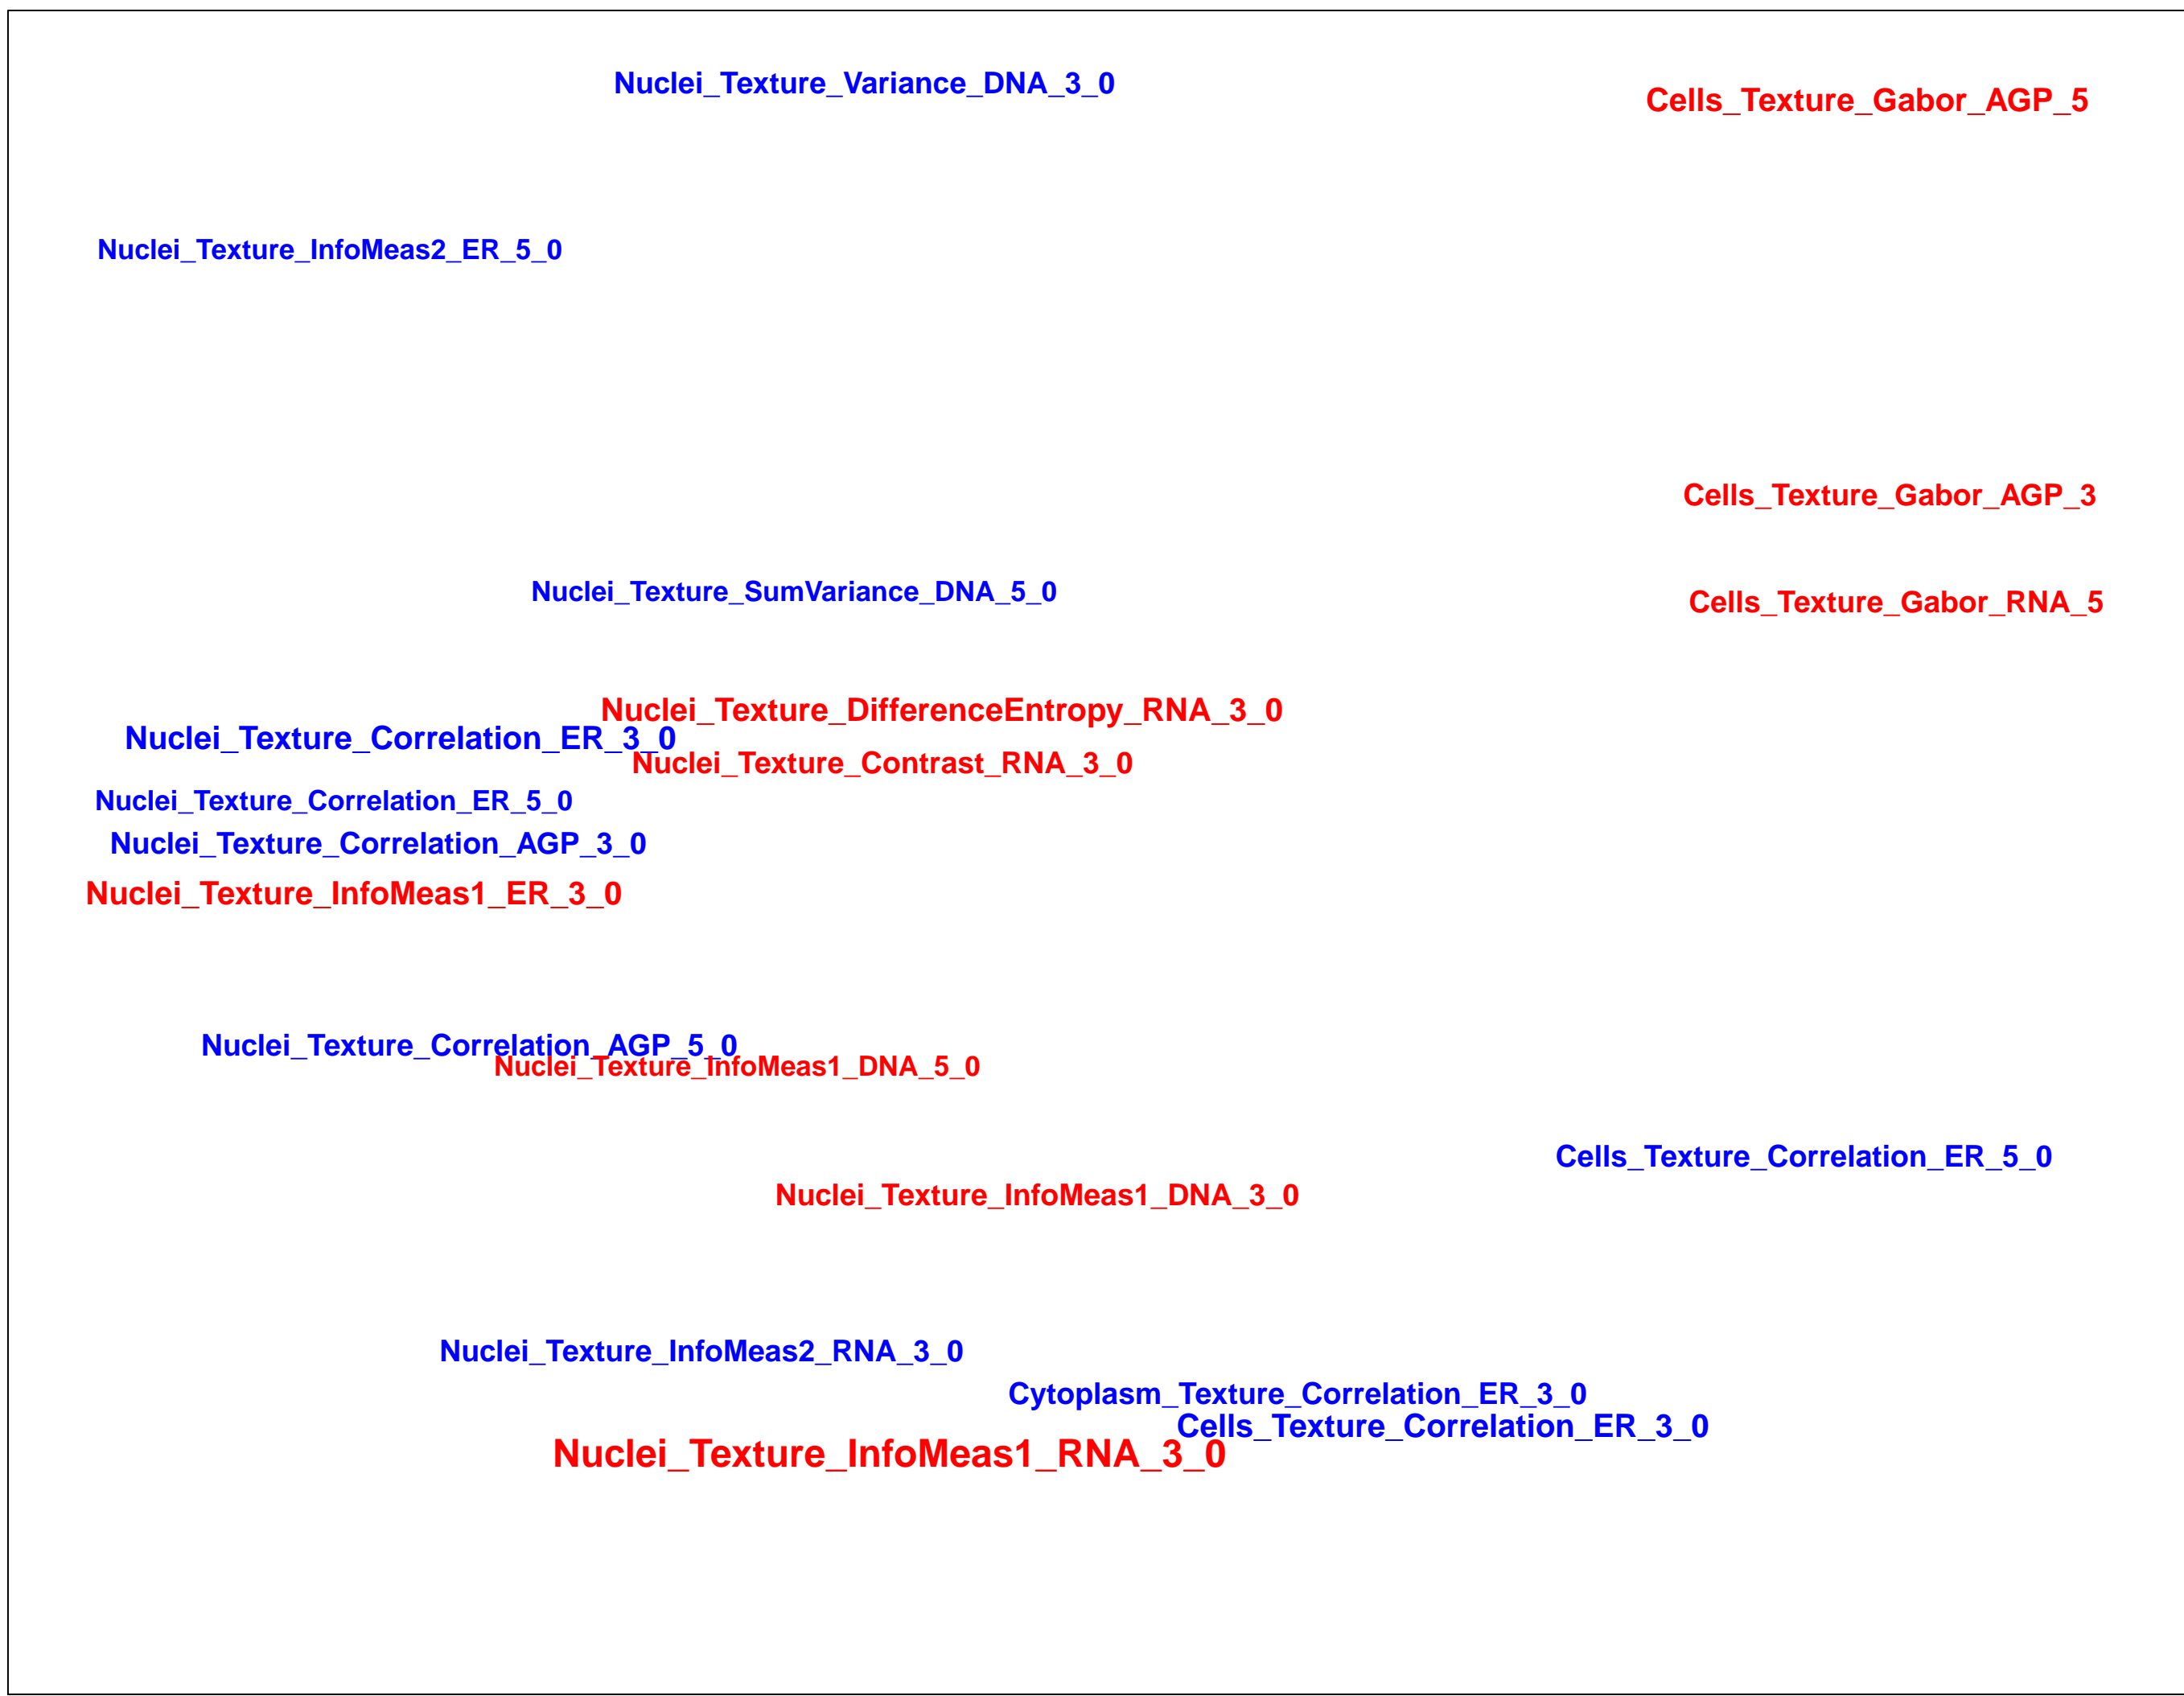 Nuclei_Texture_Variance_DNA_3_0
Cells_Texture_Gabor_AGP_5
Nuclei_Texture_InfoMeas2_ER_5_0
Cells_Texture_Gabor_AGP_3
Nuclei_Texture_SumVariance_DNA_5_0
Cells_Texture_Gabor_RNA_5
Nuclei_Texture_DifferenceEntropy_RNA_3_0
Nuclei_Texture_Correlation_ER_3_0
Nuclei_Texture_Contrast_RNA_3_0
Nuclei_Texture_Correlation_ER_5_0
Nuclei_Texture_Correlation_AGP_3_0
Nuclei_Texture_InfoMeas1_ER_3_0
Nuclei_Texture_Correlation_AGP_5_0
Nuclei_Texture_InfoMeas1_DNA_5_0
Cells_Texture_Correlation_ER_5_0
Nuclei_Texture_InfoMeas1_DNA_3_0
Nuclei_Texture_InfoMeas2_RNA_3_0
Cytoplasm_Texture_Correlation_ER_3_0
Cells_Texture_Correlation_ER_3_0
Nuclei_Texture_InfoMeas1_RNA_3_0